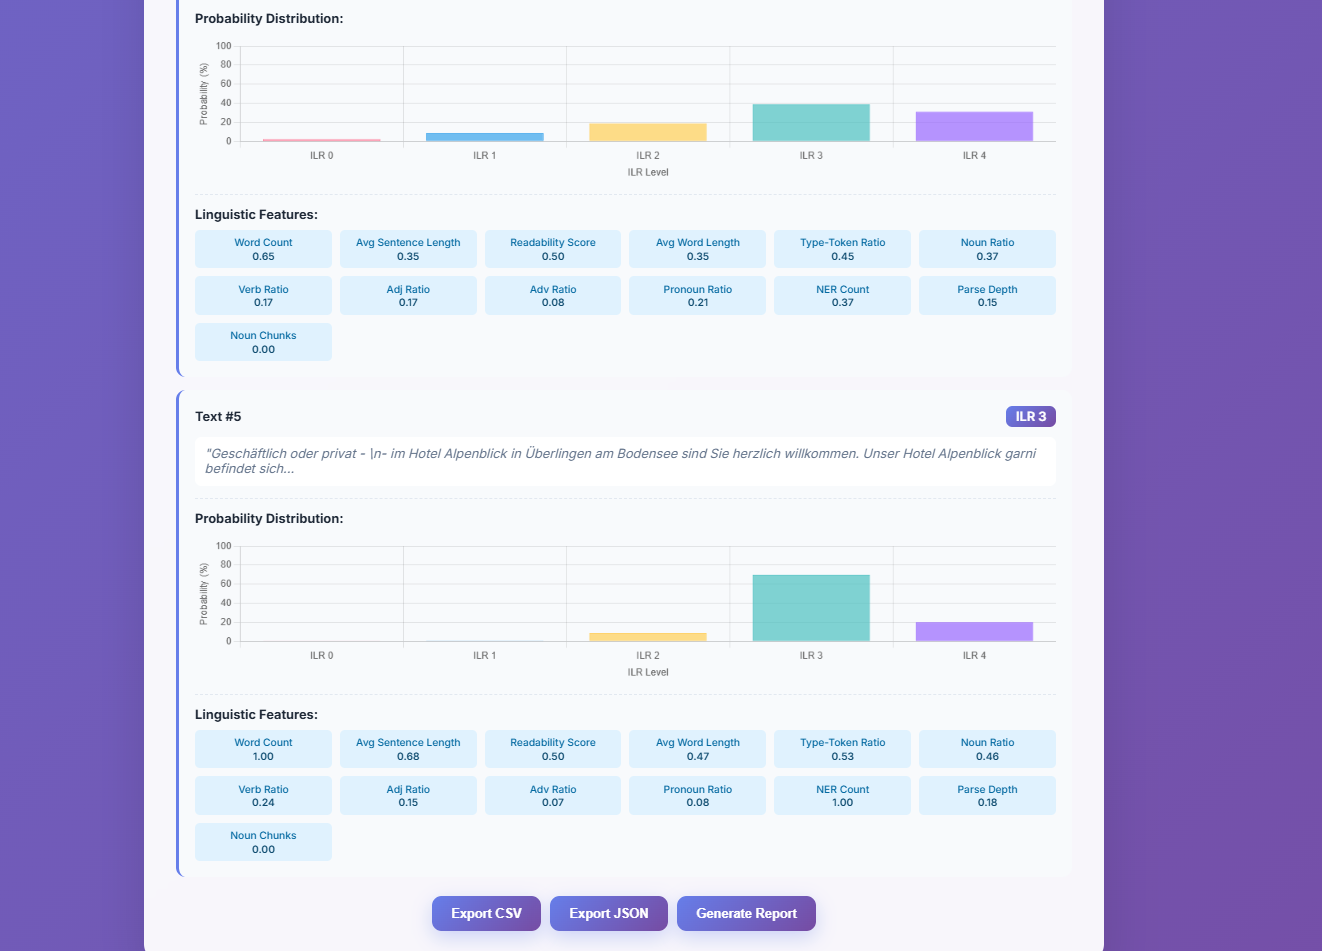 Probability Distribution:
100
80
60
40
20
0
Probability (%)
ILR 0
ILR 1
ILR 2
ILR 3
ILR 4
ILR Level
Linguistic Features:
Word Count
0.65
Avg Sentence Length
0.35
Readability Score
0.50
Avg Word Length
0.35
Type-Token Ratio
0.45
Noun Ratio
0.37
Verb Ratio
0.17
Adj Ratio
0.17
Adv Ratio
0.08
Pronoun Ratio
0.21
NER Count
0.37
Parse Depth
0.15
Noun Chunks
0.00
Text #5
ILR 3
"Geschäftlich oder privat - \n- im Hotel Alpenblick in Überlingen am Bodensee sind Sie herzlich willkommen. Unser Hotel Alpenblick garni
befindet sich...
Probability Distribution:
100
80
60
40
20
0
Probability (%)
ILR 0
ILR 1
ILR 2
ILR 3
ILR 4
ILR Level
Linguistic Features:
Word Count
1.00
Avg Sentence Length
0.68
Readability Score
0.50
Avg Word Length
0.47
Type-Token Ratio
0.53
Noun Ratio
0.46
Verb Ratio
0.24
Adj Ratio
0.15
Adv Ratio
0.07
Pronoun Ratio
0.08
NER Count
1.00
Parse Depth
0.18
Noun Chunks
0.00
Export CSV
Export JSON
Generate Report